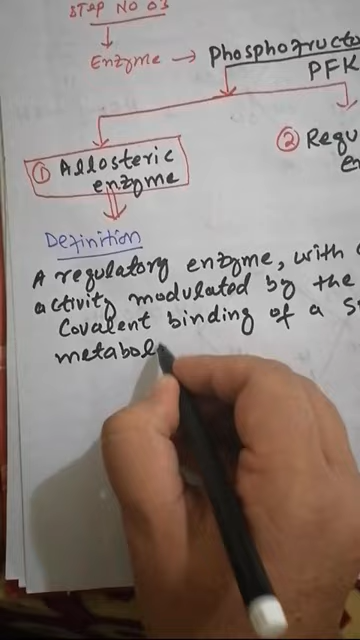 STEP NO 03
Enzyme → Phosphofructo
PFK
① Allosteric
enzyme
② Regu
en
Definition
A regulatory enzyme, with
activity modulated by the
Covalent binding of a
metabol